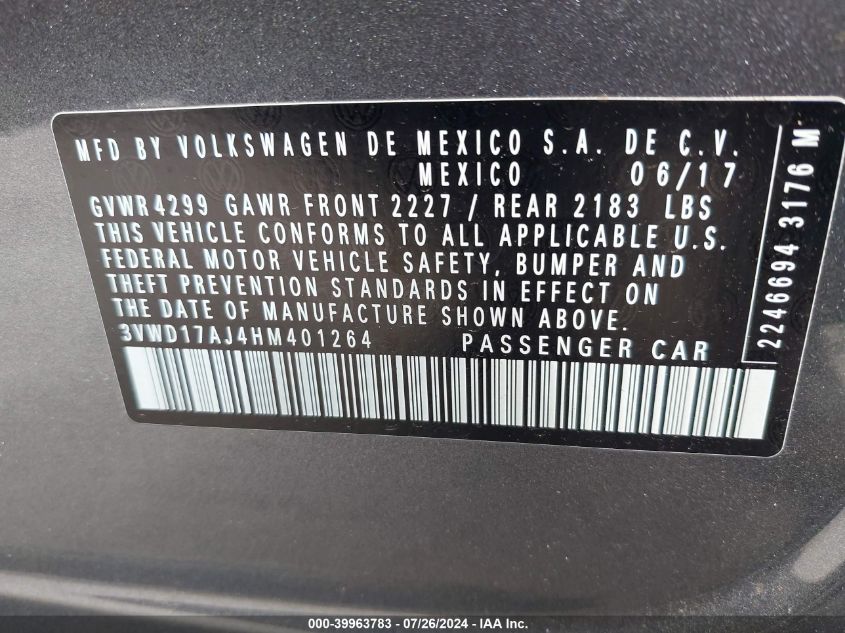 MFD BY VOLKSWAGEN DE MEXICO S.A. DE C.V.
MEXICO 06/17
GVWR 4299 GAWR FRONT 2227 / REAR 2183 LBS
THIS VEHICLE CONFORMS TO ALL APPLICABLE U.S.
FEDERAL MOTOR VEHICLE SAFETY, BUMPER AND
THEFT PREVENTION STANDARDS IN EFFECT ON
THE DATE OF MANUFACTURE SHOWN ABOVE.
3VWD17AJ4HM401264 PASSENGER CAR
2246694 3176 M
000-39963783 / 07/26/2024 - IAA Inc.